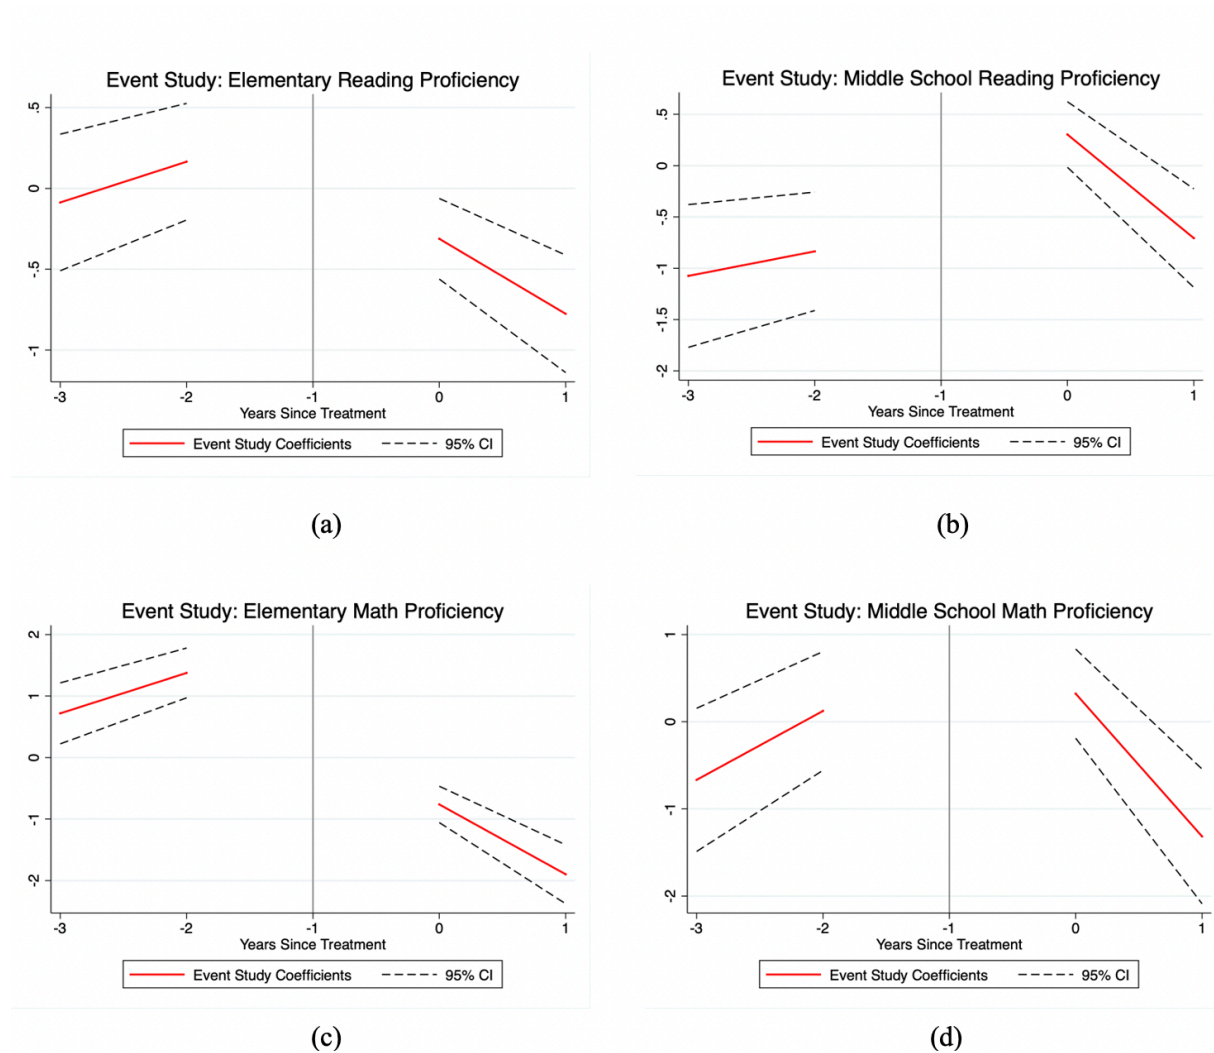 Event Study: Elementary Reading Proficiency
.5
0
-.5
-1
-3
-2
-1
0
1
Years Since Treatment
Event Study Coefficients
95% CI
(a)
Event Study: Middle School Reading Proficiency
.5
0
-.5
-1
-1.5
-2
-3
-2
-1
0
1
Years Since Treatment
Event Study Coefficients
95% CI
(b)
Event Study: Elementary Math Proficiency
2
1
0
-1
-2
-3
-2
-1
0
1
Years Since Treatment
Event Study Coefficients
95% CI
(c)
Event Study: Middle School Math Proficiency
1
0
-1
-2
-3
-2
-1
0
1
Years Since Treatment
Event Study Coefficients
95% CI
(d)